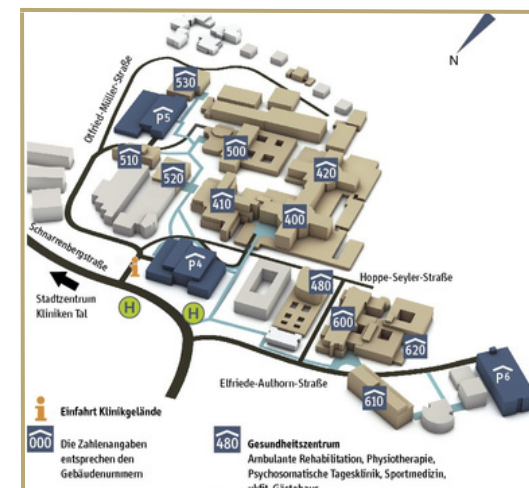 N
Otfried-Müller-Straße
530
P5
500
510
520
420
410
400
Schnarrenbergstraße
P4
i
480
Hoppe-Seyler-Straße
Stadtzentrum
Kliniken Tal
H
H
600
620
P6
610
Elfriede-Aulhorn-Straße
i Einfahrt Klinikgelände
000 Die Zahlenangaben
entsprechen den
Gebäudenummern
480 Gesundheitszentrum
Ambulante Rehabilitation, Physiotherapie,
Psychosomatische Tagesklinik, Sportmedizin,